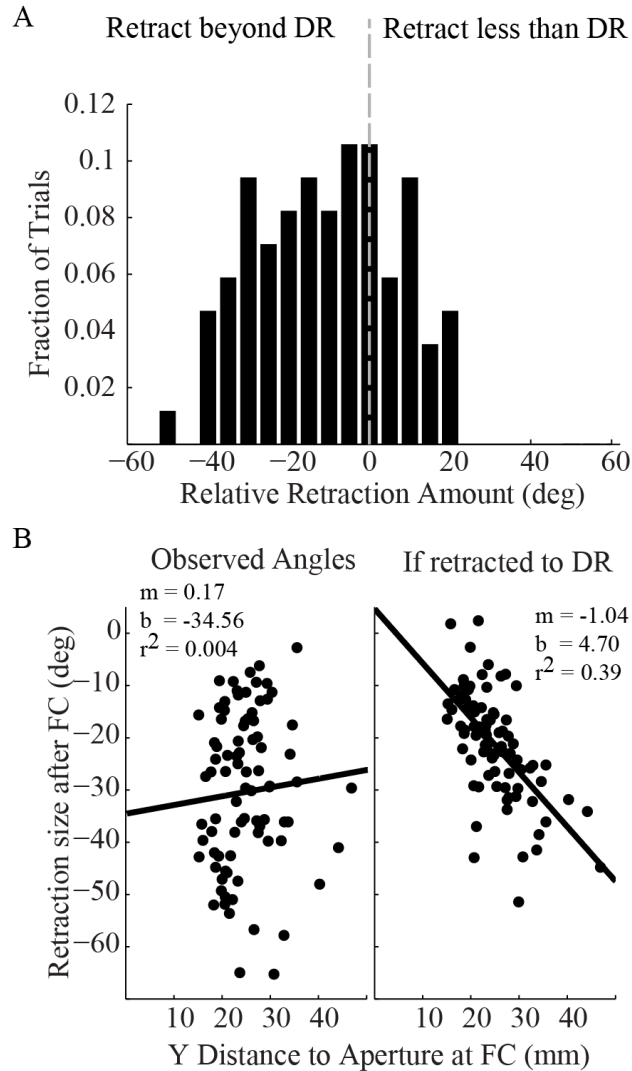 A
Retract beyond DR
Retract less than DR
Fraction of Trials
0.12
0.1
0.08
0.06
0.04
0.02
−60
−40
−20
0
20
40
60
Relative Retraction Amount (deg)
B
Observed Angles
If retracted to DR
m = 0.17
b = -34.56
r² = 0.004
m = -1.04
b = 4.70
r² = 0.39
Retraction size after FC (deg)
0
−10
−20
−30
−40
−50
−60
10
20
30
40
10
20
30
40
Y Distance to Aperture at FC (mm)